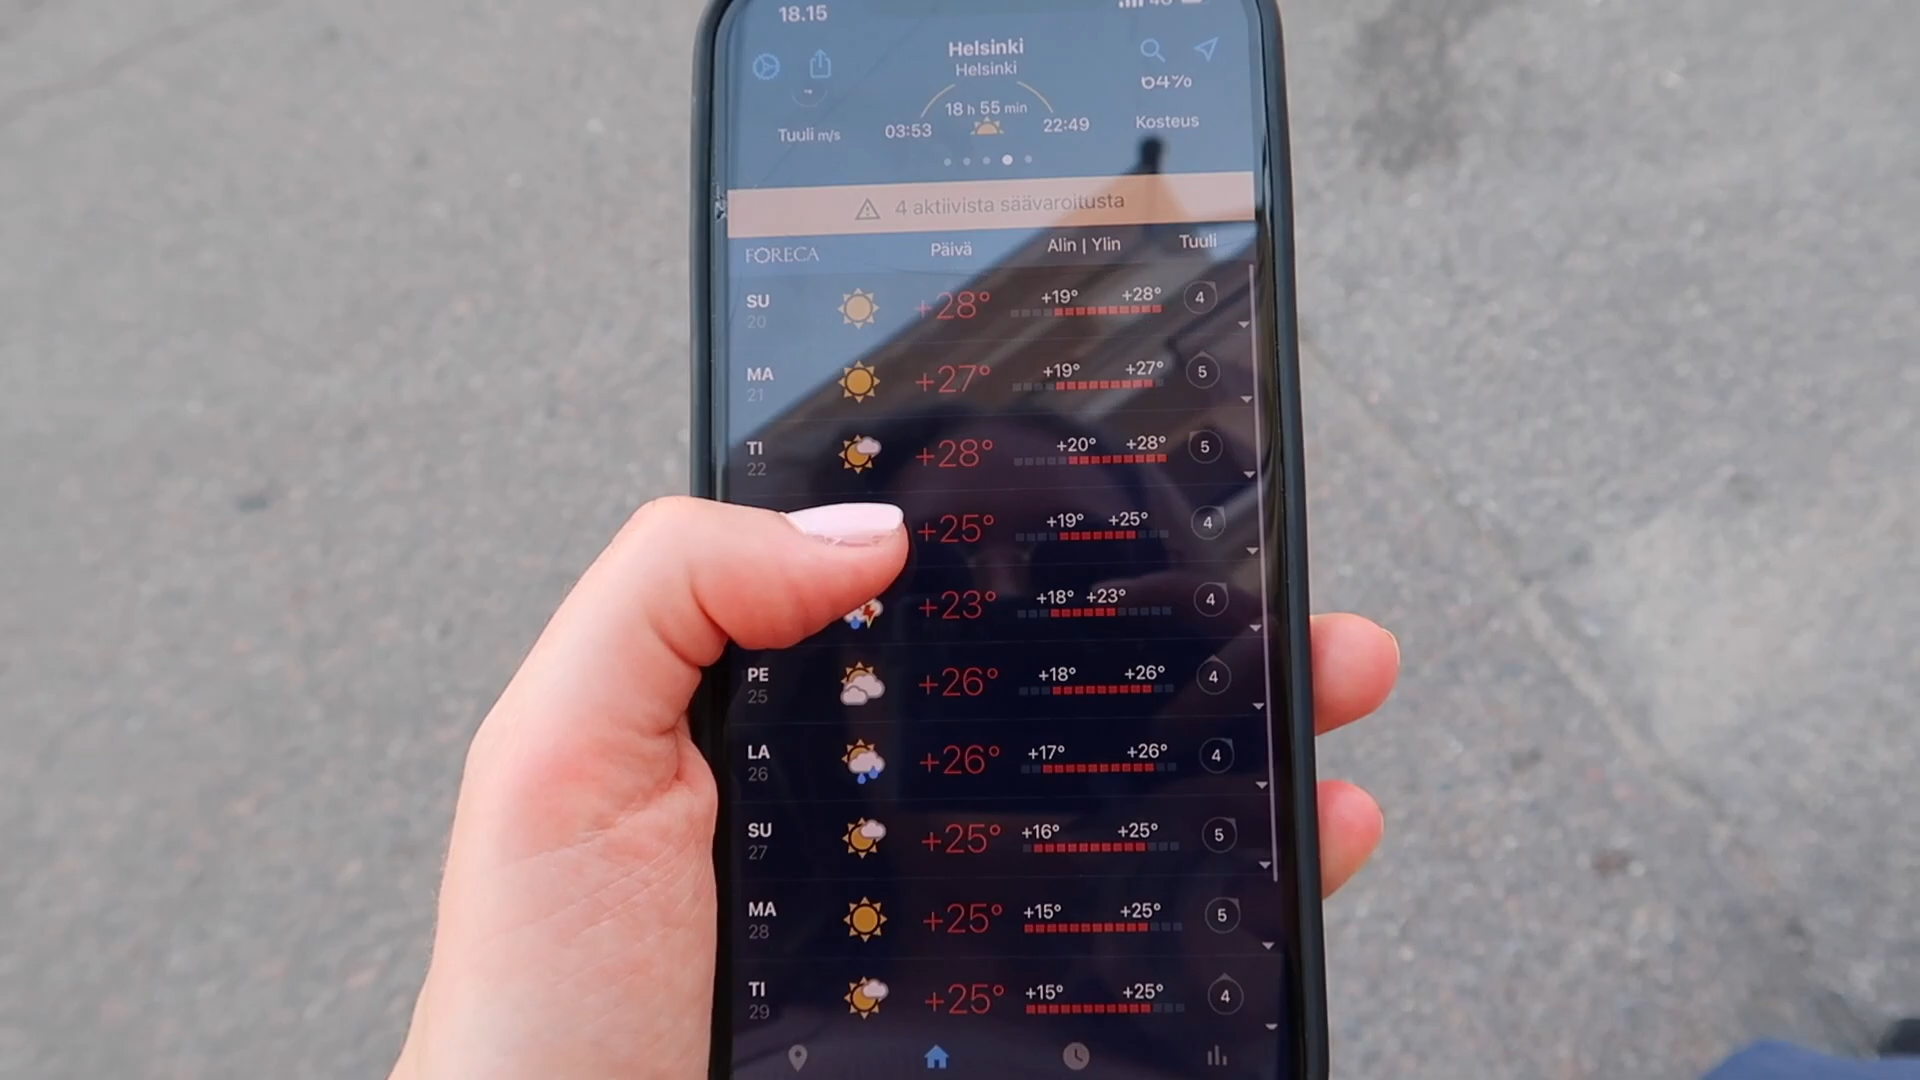 18.15
Helsinki
Helsinki
64%
18 h 55 min
Tuuli m/s
03:53
22:49
Kosteus
4 aktiivista säävaroitusta
FORECA
Päivä
Alin | Ylin
Tuuli
SU +28° +19° +28° 4
20
MA +27° +19° +27° 5
21
TI +28° +20° +28° 5
22
+25° +19° +25° 4
+23° +18° +23° 4
PE +26° +18° +26° 4
25
LA +26° +17° +26° 4
26
SU +25° +16° +25° 5
27
MA +25° +15° +25° 5
28
TI +25° +15° +25° 4
29